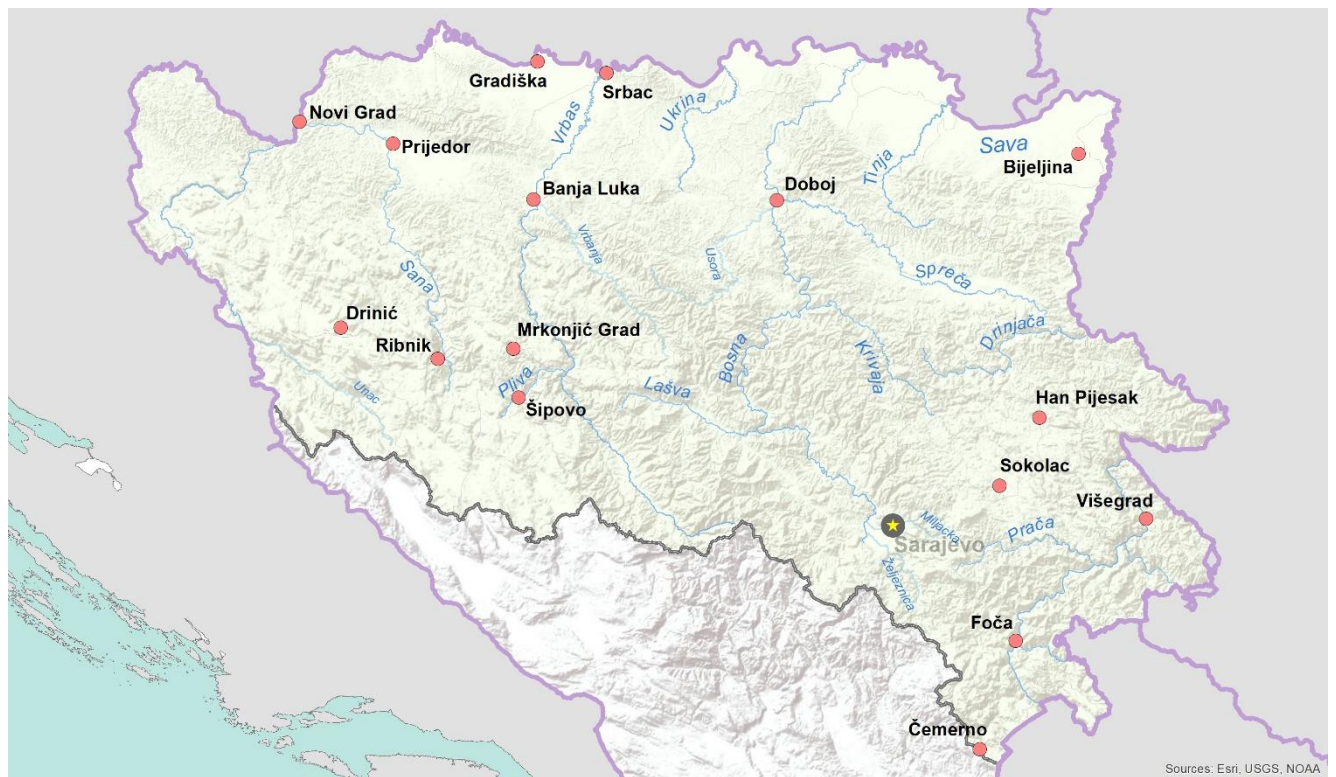 Gradiška
Srbac
Novi Grad
Prijedor
Vrbas
Ukrina
Sava
Bijeljina
Tinja
Banja Luka
Doboj
Vrbanja
Usora
Sana
Spreča
Drinić
Ribnik
Mrkonjić Grad
Drinjača
Bosna
Krivaja
Unac
Pliva
Šipovo
Lašva
Han Pijesak
Sokolac
Višegrad
Sarajevo
Miljacka
Prača
Željeznica
Foča
Čemerno
Sources: Esri, USGS, NOAA